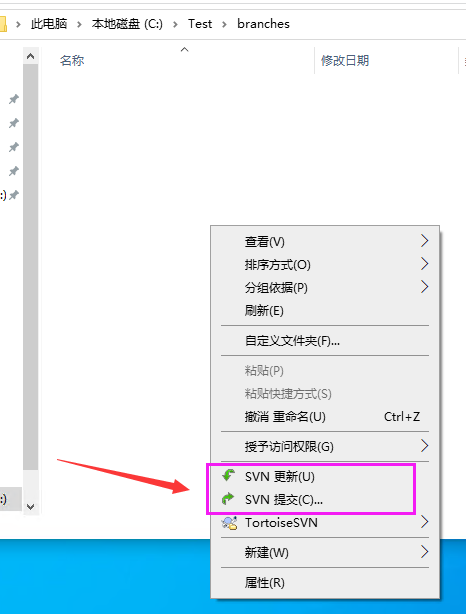 此电脑 › 本地磁盘 (C:) › Test › branches
名称 修改日期
:)
查看(V)
排序方式(O)
分组依据(P)
刷新(E)
自定义文件夹(F)...
粘贴(P)
粘贴快捷方式(S)
撤消 重命名(U) Ctrl+Z
授予访问权限(G)
SVN 更新(U)
:)
SVN 提交(C)...
TortoiseSVN
新建(W)
属性(R)